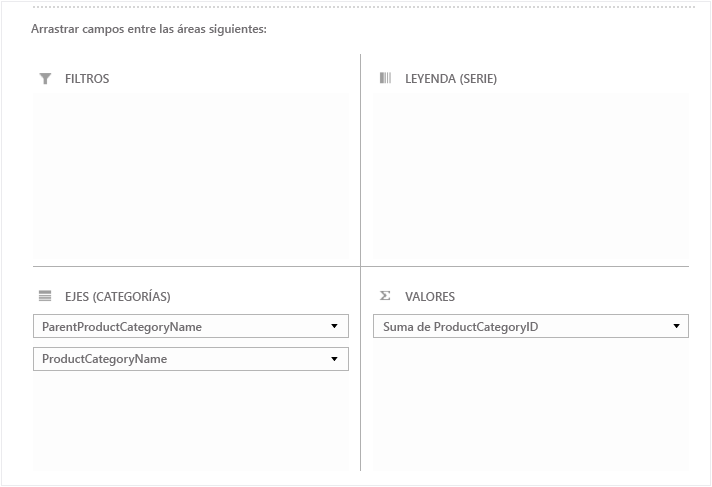 Arrastrar campos entre las áreas siguientes:
FILTROS
LEYENDA (SERIE)
EJES (CATEGORÍAS)
VALORES
ParentProductCategoryName
Suma de ProductCategoryID
ProductCategoryName